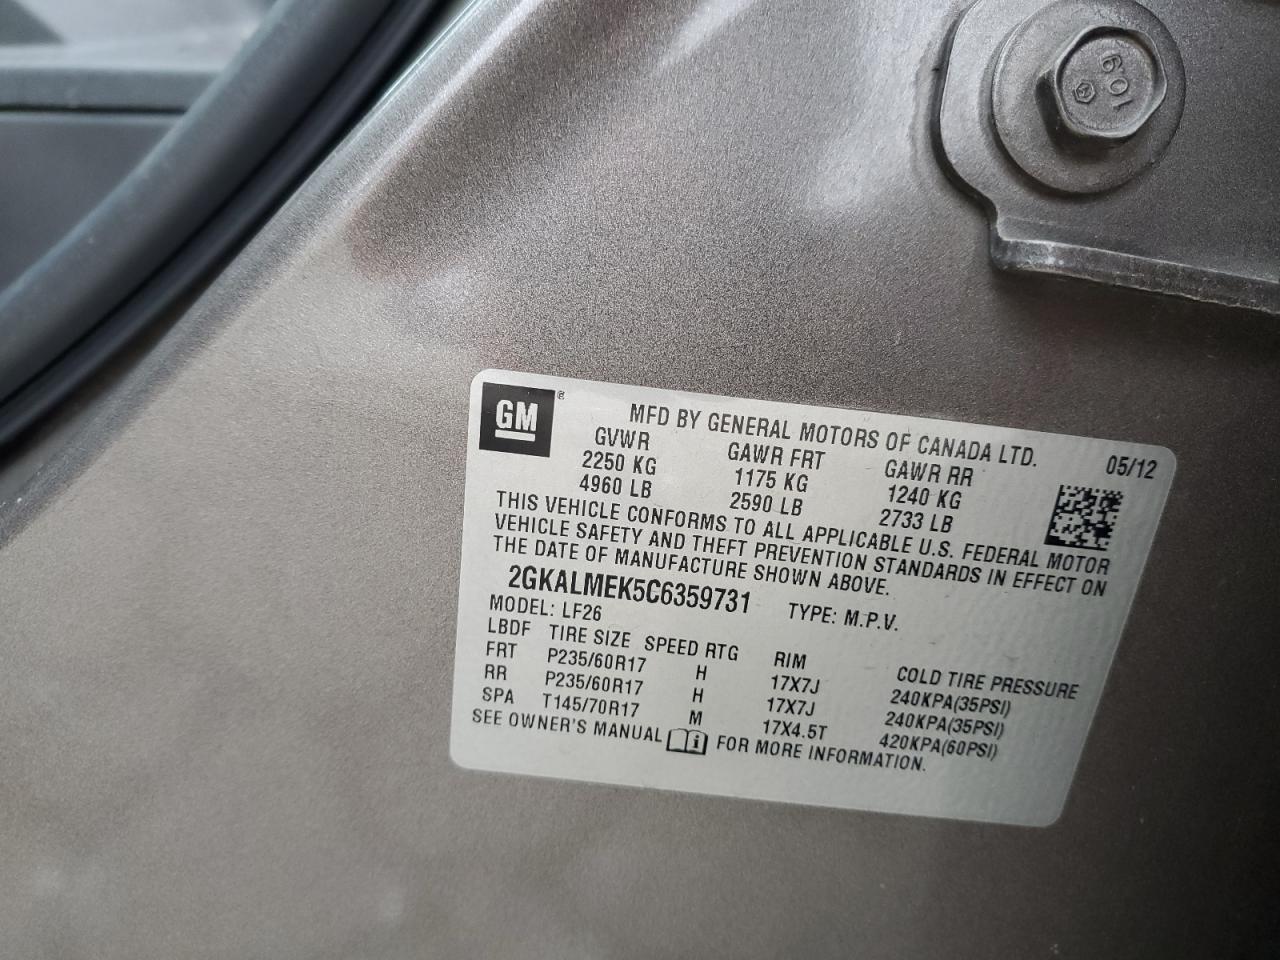 10.9
GM ®
MFD BY GENERAL MOTORS OF CANADA LTD.
05/12
GVWR GAWR FRT GAWR RR
2250 KG 1175 KG 1240 KG
4960 LB 2590 LB 2733 LB
THIS VEHICLE CONFORMS TO ALL APPLICABLE U.S. FEDERAL MOTOR
VEHICLE SAFETY AND THEFT PREVENTION STANDARDS IN EFFECT ON
THE DATE OF MANUFACTURE SHOWN ABOVE.
2GKALMEK5C6359731 TYPE: M.P.V.
MODEL: LF26
LBDF TIRE SIZE SPEED RTG RIM COLD TIRE PRESSURE
FRT P235/60R17 H 17X7J 240KPA(35PSI)
RR P235/60R17 H 17X7J 240KPA(35PSI)
SPA T145/70R17 M 17X4.5T 420KPA(60PSI)
SEE OWNER'S MANUAL i FOR MORE INFORMATION.